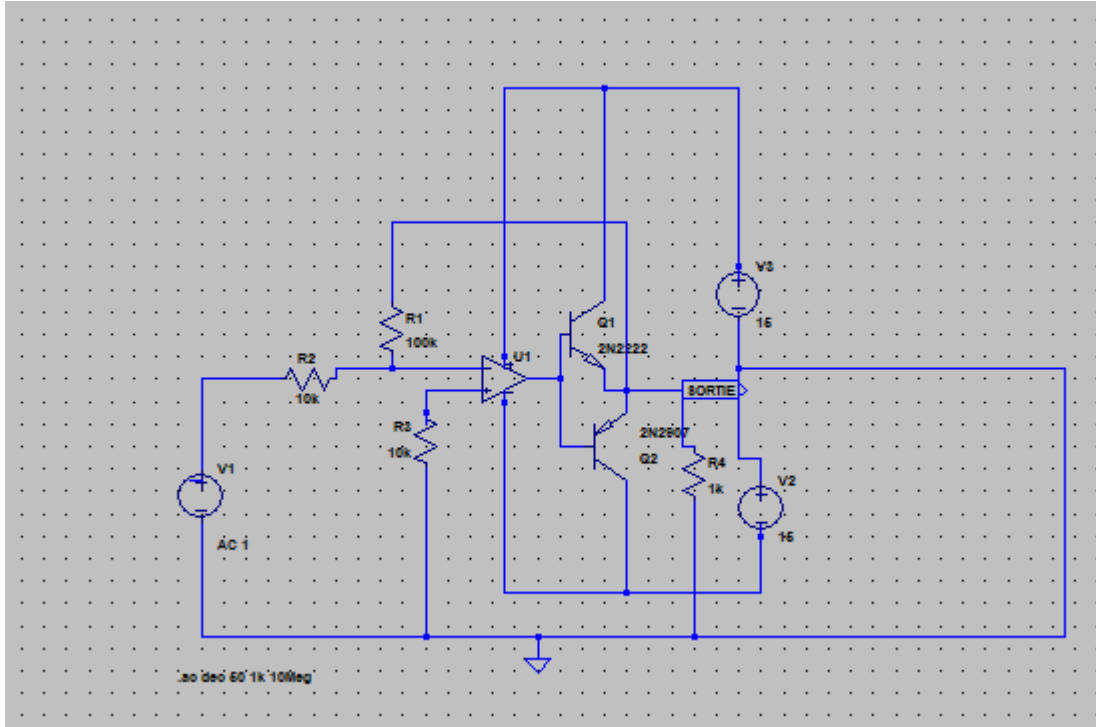 V3
15
R1
100k
Q1
2N2222
U1
R2
10k
SORTIE
R3
10k
2N2907
Q2
R4
1k
V1
V2
15
AC 1
.ac dec 50 1k 10Meg